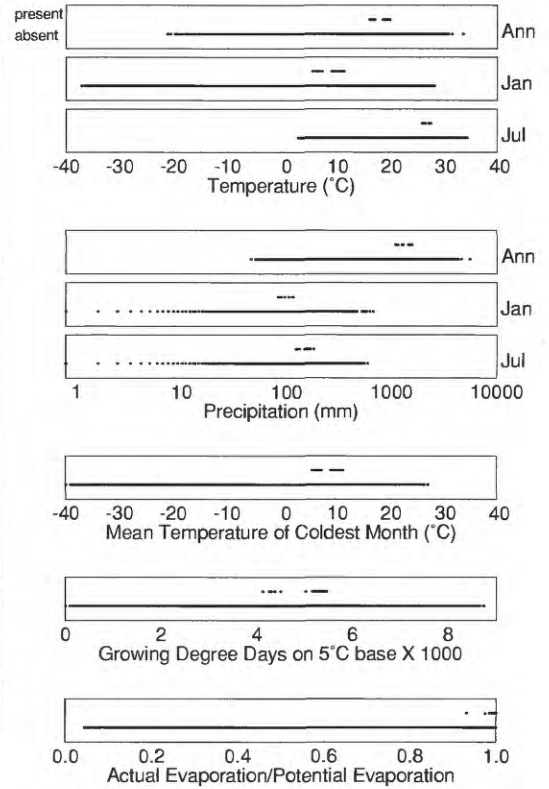 present
absent
Ann
Jan
Jul
-40 -20 -10 0 10 20 30 40
Temperature (˚C)
Ann
Jan
Jul
1 10 100 1000 10000
Precipitation (mm)
-40 -30 -20 -10 0 10 20 30 40
Mean Temperature of Coldest Month (˚C)
0 2 4 6 8
Growing Degree Days on 5˚C base X 1000
0.0 0.2 0.4 0.6 0.8 1.0
Actual Evaporation/Potential Evaporation